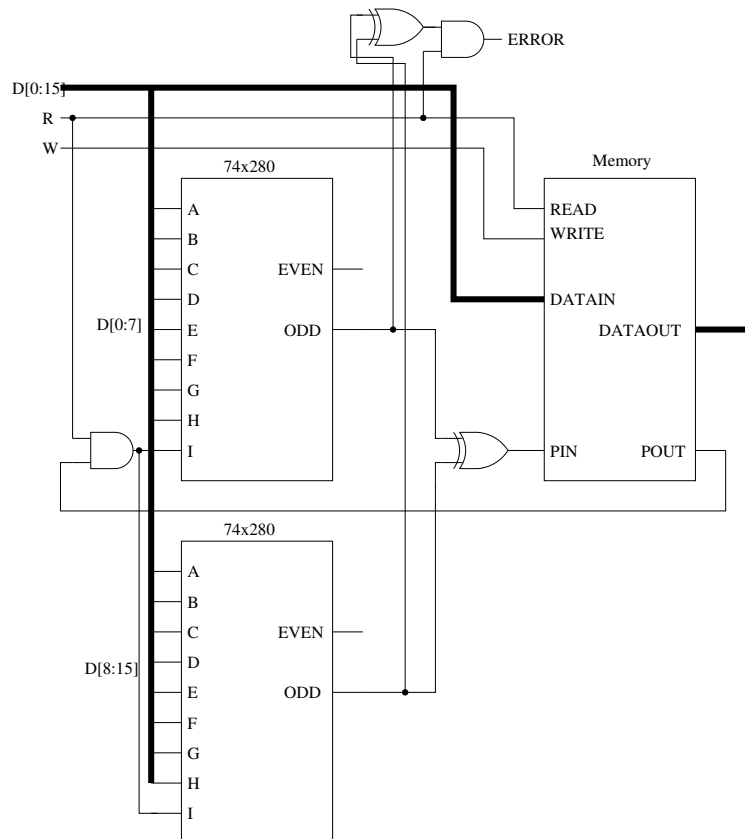 ERROR
D[0:15]
R
W
74x280
Memory
A
B
C
D
E
F
G
H
I
EVEN
ODD
D[0:7]
READ
WRITE
DATAIN
DATAOUT
PIN
POUT
74x280
A
B
C
D
E
F
G
H
I
EVEN
ODD
D[8:15]